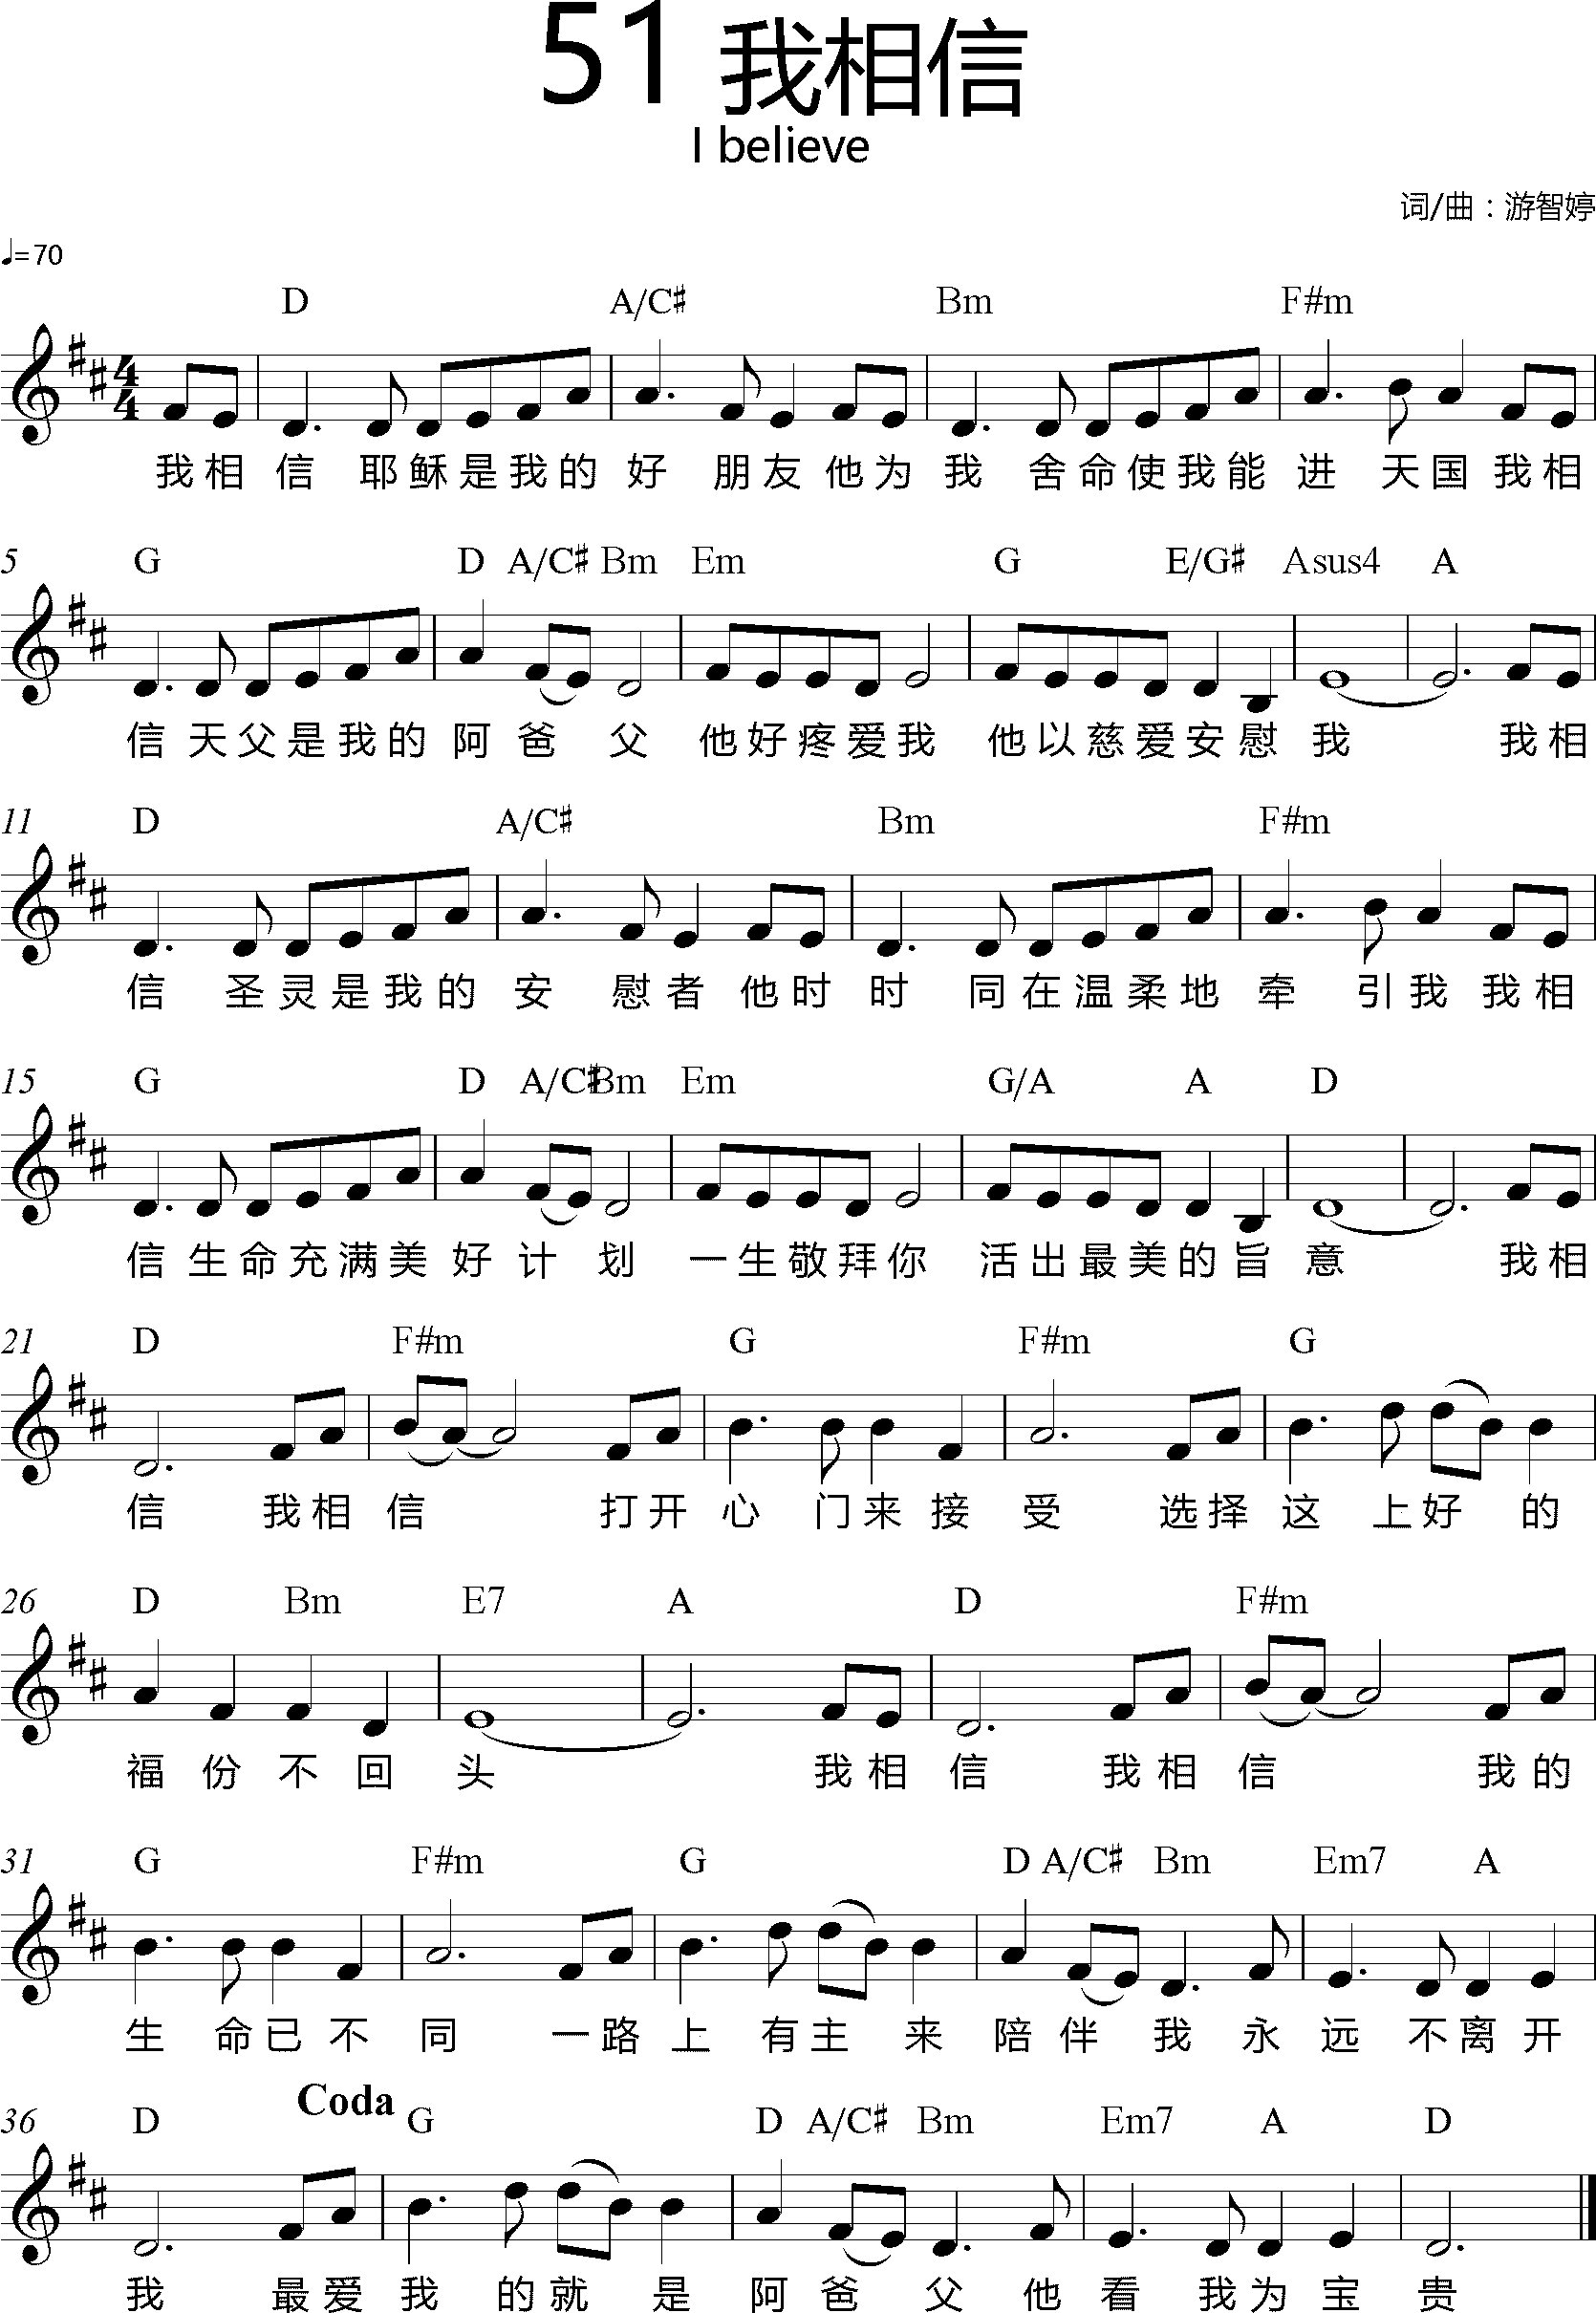 51 我相信
I believe
词/曲：游智婷
♩=70
D A/C♯ Bm F#m
我相信 耶稣是我的好 朋友他为我 舍命使我能进 天国我相
5 G D A/C♯ Bm Em G E/G♯ Asus4 A
信天父是我的阿爸 父 他好疼爱我 他以慈爱安慰我 我相
11 D A/C♯ Bm F#m
信 圣灵是我的安 慰者他时时 同在温柔地牵 引我我相
15 G D A/C♯ Bm Em G/A A D
信生命充满美好计 划 一生敬拜你 活出最美的旨意 我相
21 D F#m G F#m G
信 我相信 打开心 门来接受 选择这 上好 的
26 D Bm E7 A D F#m
福份不回头 我相信 我相信 我的
31 G F#m G D A/C♯ Bm Em7 A
生 命已不同 一路上 有主 来陪伴 我 永远 不离开
Coda
36 D G D A/C♯ Bm Em7 A D
我 最爱我 的就 是 阿爸 父 他看 我为宝贵